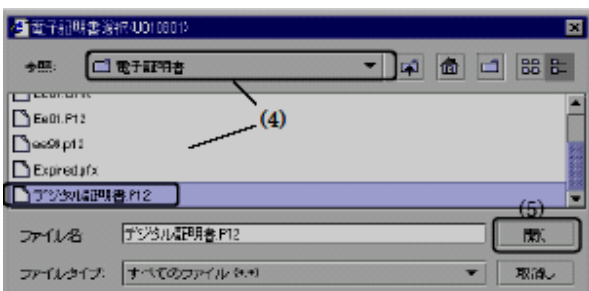 電子証明書選択(U010801)
参照: 電子証明書
Ee01.P12
(4)
ee98.p12
Expired.pfx
デジタル証明書.P12
(5)
ファイル名 デジタル証明書.P12 開く
ファイルタイプ: すべてのファイル (*.*) 取消し